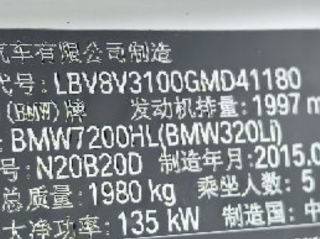 汽车有限公司制造
代号: LBV8V3100GMD41180
(BMW)牌 发动机排量: 1997 m
: BMW7200HL(BMW320Li)
号: N20B20D 制造年月: 2015.0
总质量: 1980 kg 乘坐人数: 5
大净功率: 135 kW 制造国: 中